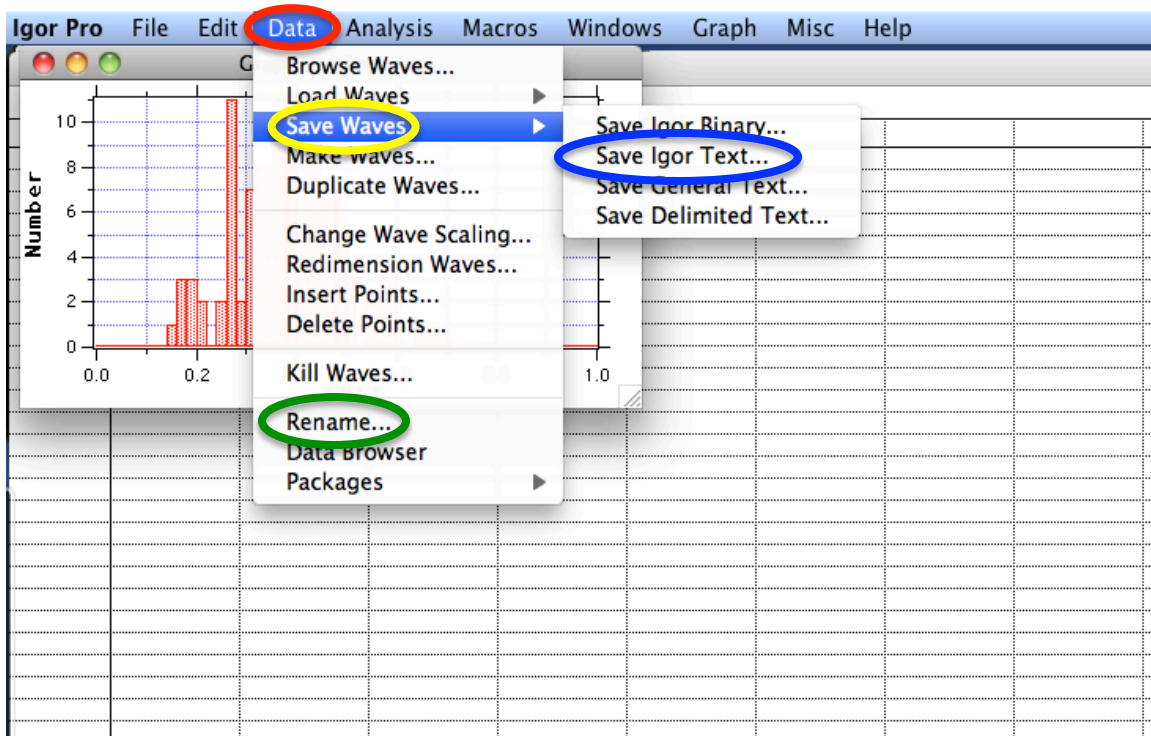 Igor Pro File Edit Data Analysis Macros Windows Graph Misc Help
Browse Waves...
Load Waves
Save Waves
Make Waves...
Duplicate Waves...
Change Wave Scaling...
Redimension Waves...
Insert Points...
Delete Points...
Kill Waves...
Rename...
Data Browser
Packages
Save Igor Binary...
Save Igor Text...
Save General Text...
Save Delimited Text...
Number
10
8
6
4
2
0
0.0 0.2 1.0